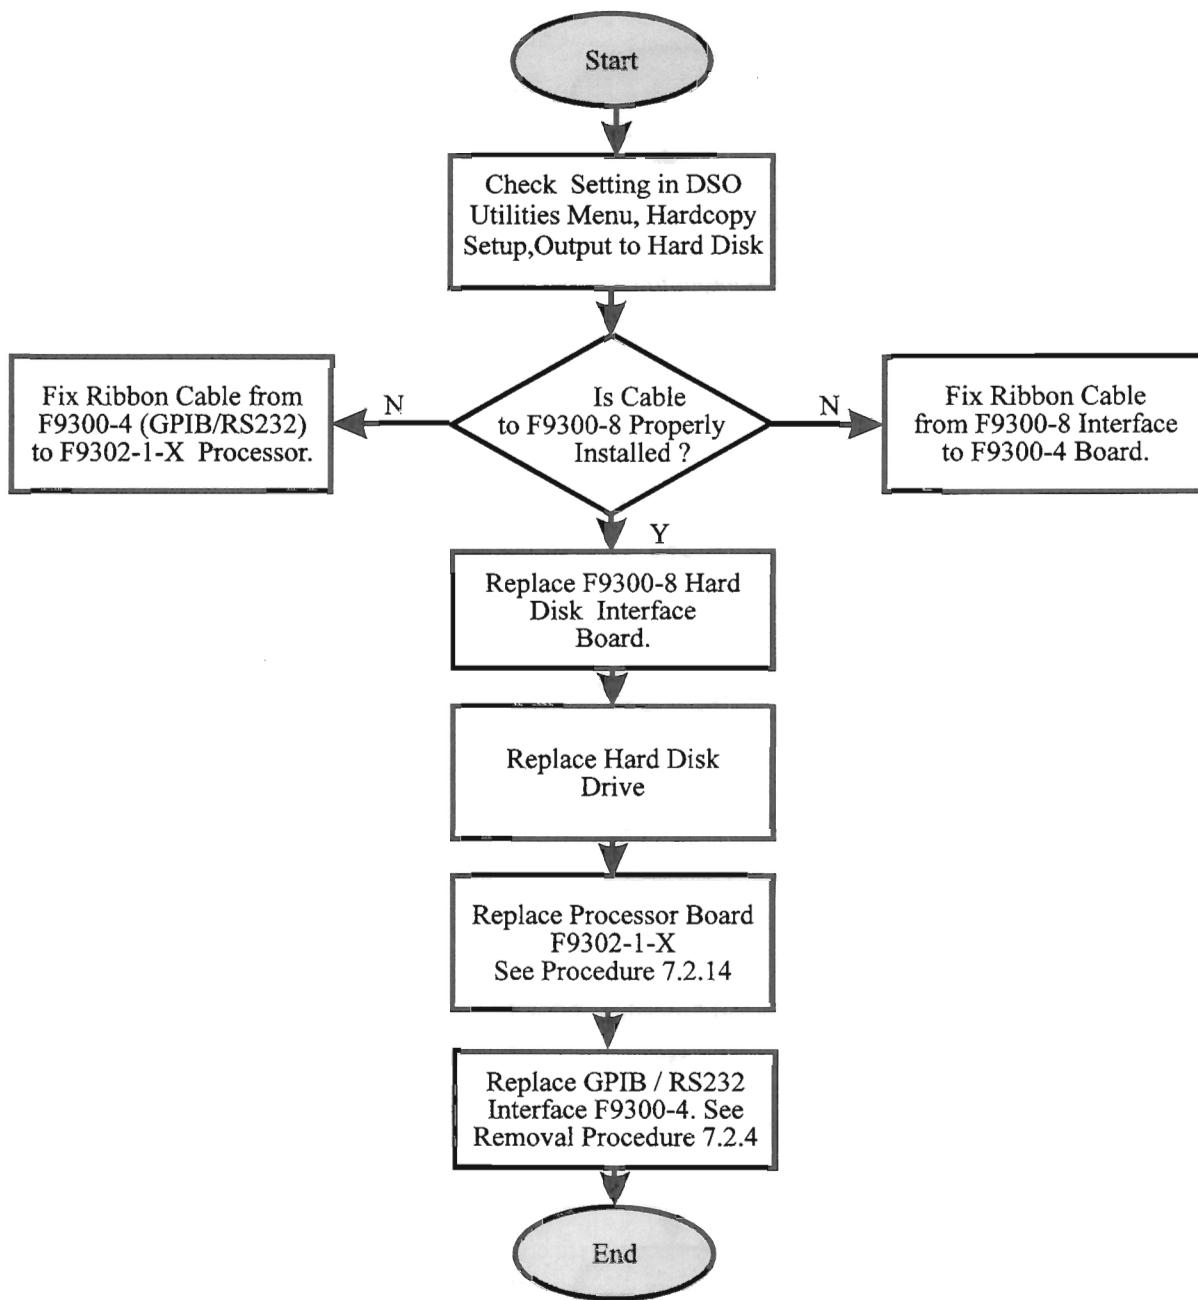 Start
Check Setting in DSO
Utilities Menu, Hardcopy
Setup,Output to Hard Disk
Fix Ribbon Cable from
F9300-4 (GPIB/RS232)
to F9302-1-X Processor.
N
Is Cable
to F9300-8 Properly
Installed ?
N
Fix Ribbon Cable
from F9300-8 Interface
to F9300-4 Board.
Y
Replace F9300-8 Hard
Disk Interface
Board.
Replace Hard Disk
Drive
Replace Processor Board
F9302-1-X
See Procedure 7.2.14
Replace GPIB / RS232
Interface F9300-4. See
Removal Procedure 7.2.4
End